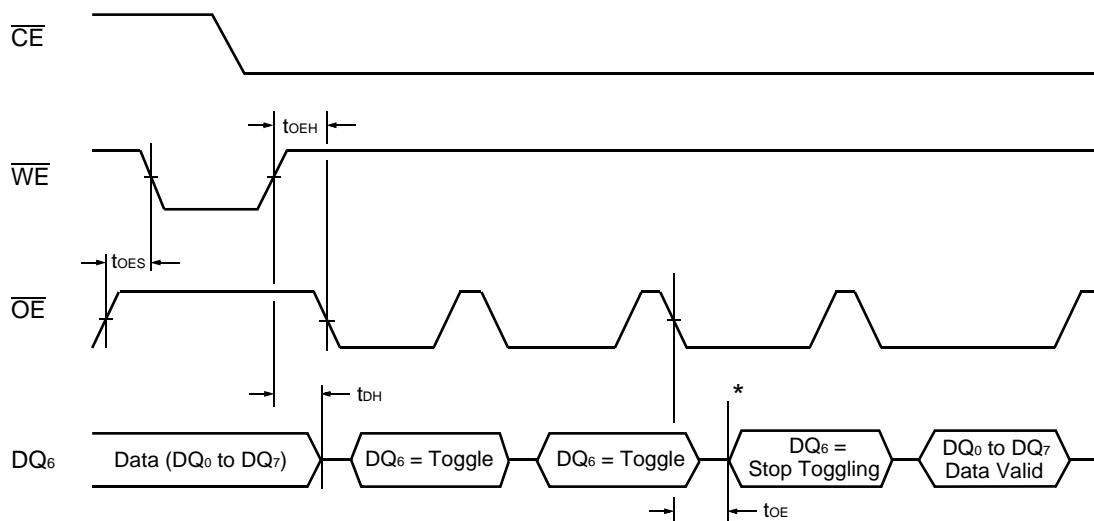 CE
tOEH
WE
tOES
OE
tDH
*
DQ6
Data (DQ0 to DQ7)
DQ6 = Toggle
DQ6 = Toggle
DQ6 =
Stop Toggling
DQ0 to DQ7
Data Valid
tOE